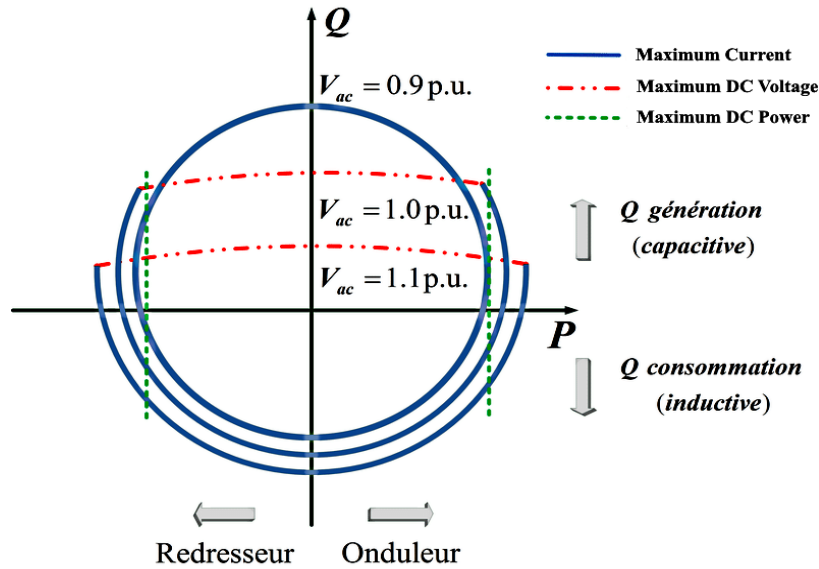 Q
Maximum Current
V_ac = 0.9 p.u.
Maximum DC Voltage
Maximum DC Power
V_ac = 1.0 p.u.
Q génération
(capacitive)
V_ac = 1.1 p.u.
P
Q consommation
(inductive)
Redresseur
Onduleur